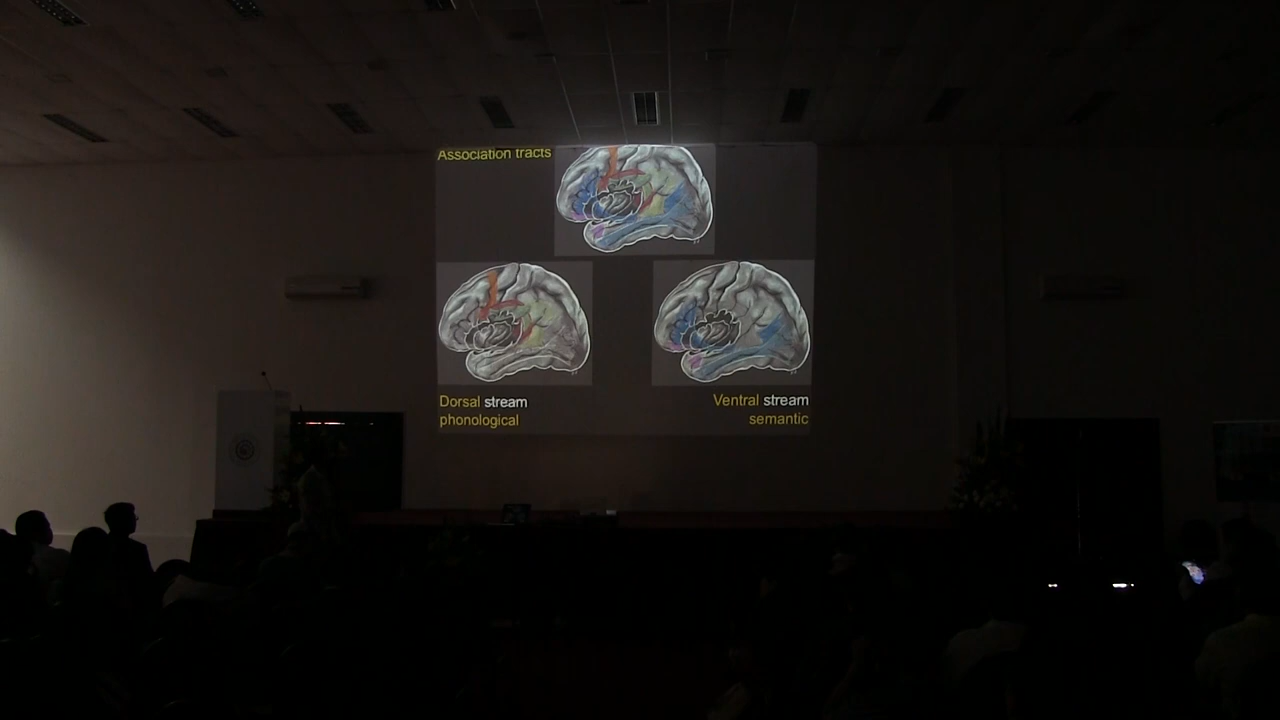 Association tracts
Dorsal stream
phonological
Ventral stream
semantic